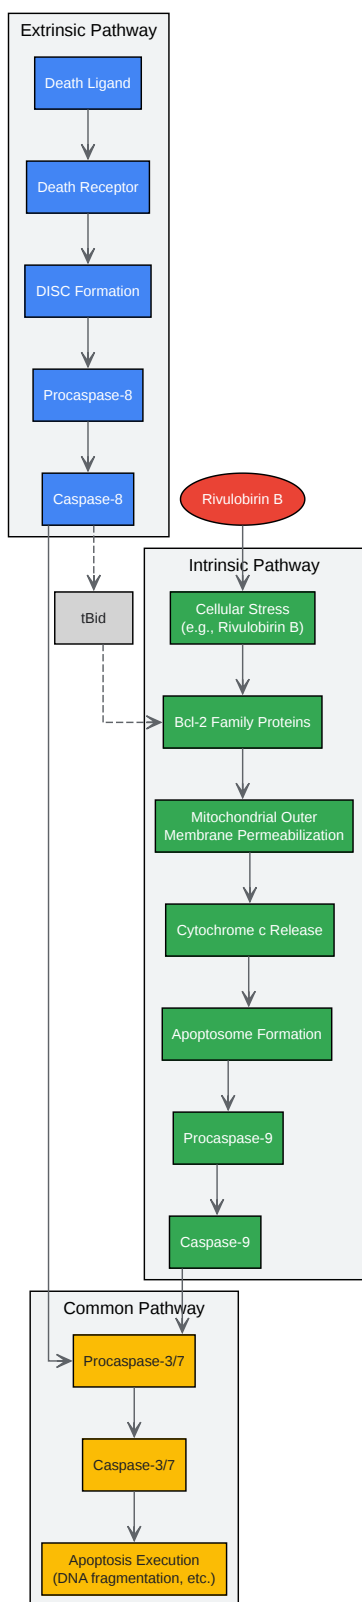 Extrinsic Pathway
Death Ligand
Death Receptor
DISC Formation
Procaspase-8
Caspase-8
Rivulobirin B
tBid
Intrinsic Pathway
Cellular Stress
(e.g., Rivulobirin B)
Bcl-2 Family Proteins
Mitochondrial Outer
Membrane Permeabilization
Cytochrome c Release
Apoptosome Formation
Procaspase-9
Caspase-9
Common Pathway
Procaspase-3/7
Caspase-3/7
Apoptosis Execution
(DNA fragmentation, etc.)